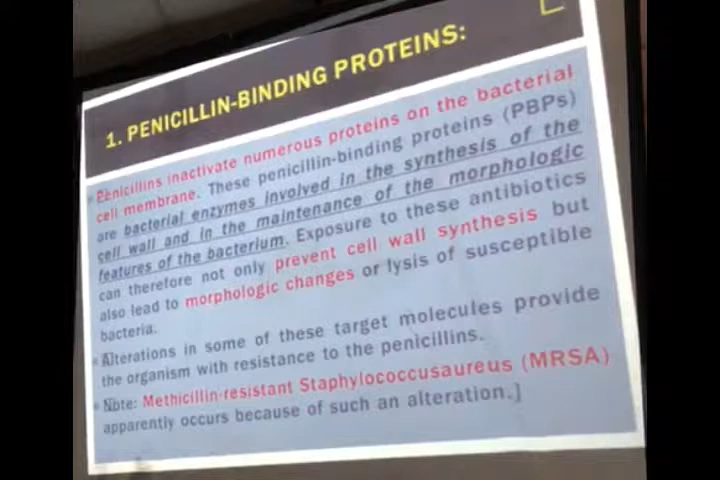 1. PENICILLIN-BINDING PROTEINS:
Penicillins inactivate numerous proteins on the bacterial
cell membrane. These penicillin-binding proteins (PBPs)
are bacterial enzymes involved in the synthesis of the
cell wall and in the maintenance of the morphologic
features of the bacterium. Exposure to these antibiotics
can therefore not only prevent cell wall synthesis but
also lead to morphologic changes or lysis of susceptible
bacteria.
Alterations in some of these target molecules provide
the organism with resistance to the penicillins.
Note: Methicillin-resistant Staphylococcusaureus (MRSA)
apparently occurs because of such an alteration.]